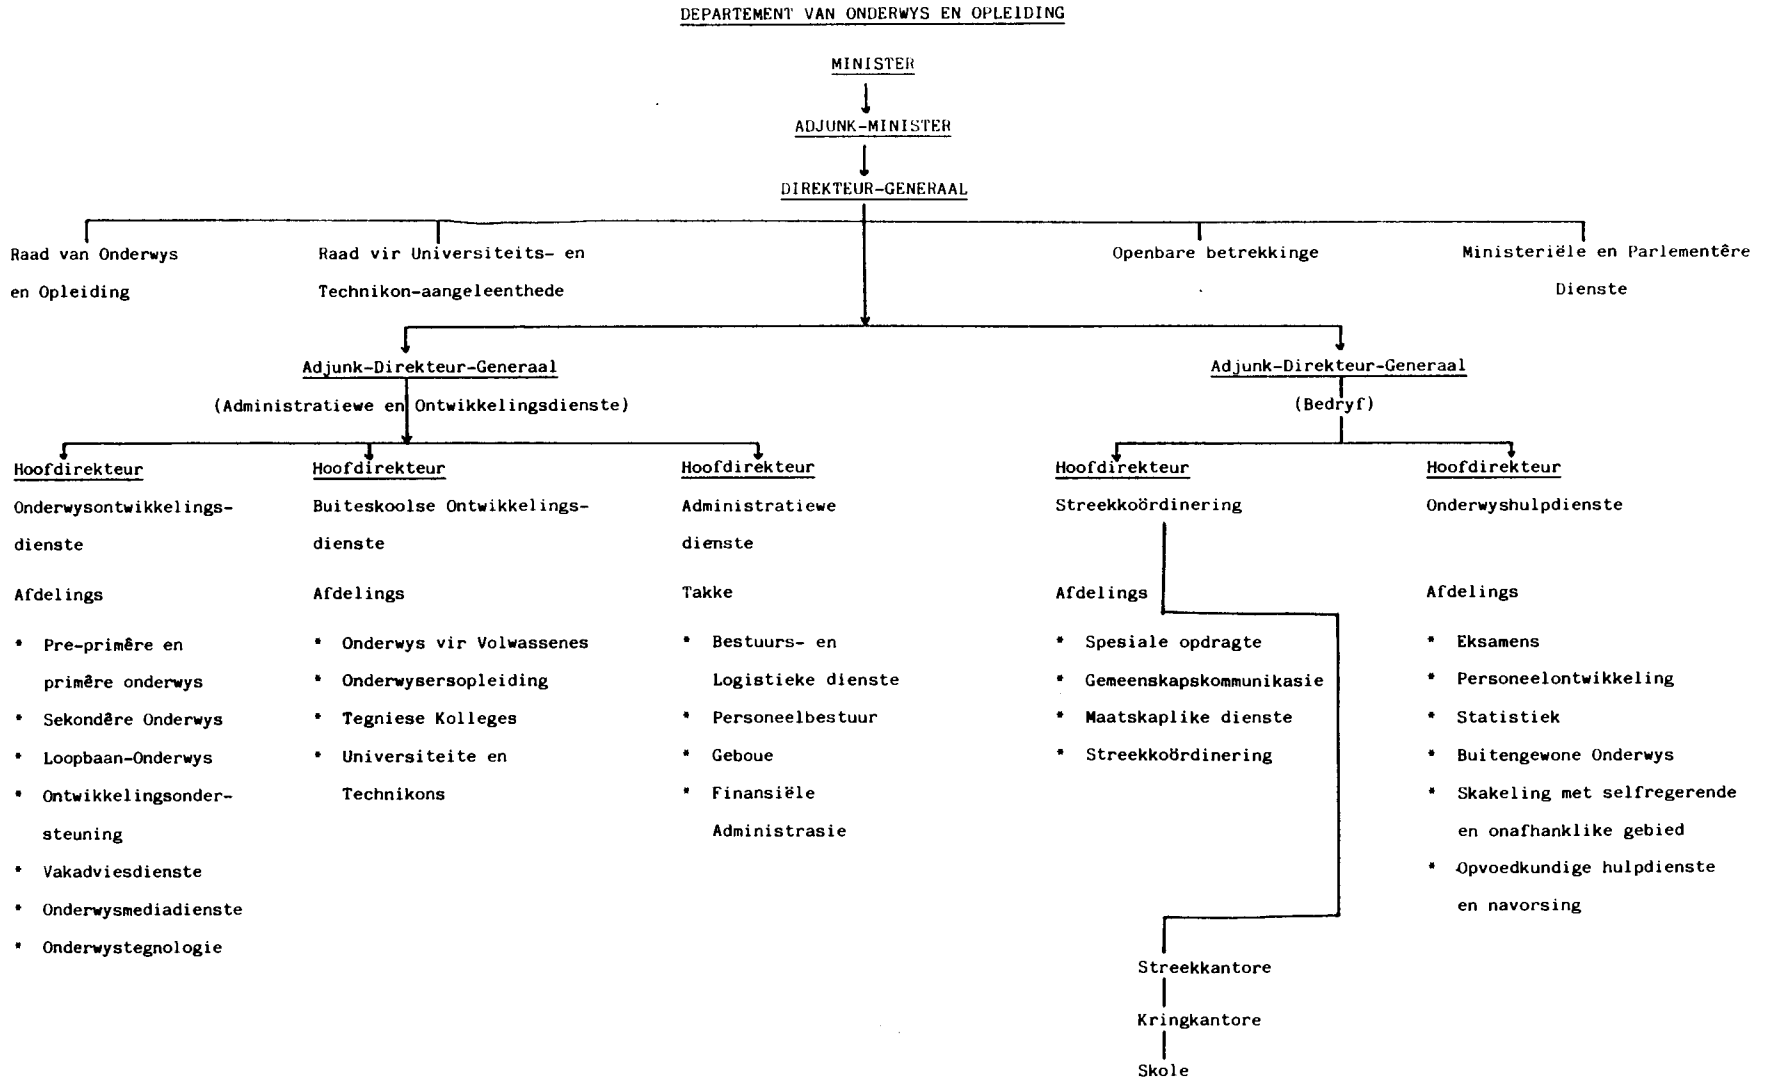 DEPARTEMENT VAN ONDERWYS EN OPLEIDING
MINISTER
ADJUNK-MINISTER
DIREKTEUR-GENERAAL
Raad van Onderwys
en Opleiding
Raad vir Universiteits- en
Technikon-aangeleenthede
Openbare betrekkinge
Ministeriële en Parlementêre
Dienste
Adjunk-Direkteur-Generaal
(Administratiewe en Ontwikkelingsdienste)
Adjunk-Direkteur-Generaal
(Bedryf)
Hoofdirekteur
Onderwysontwikkelings-
dienste
Afdelings
* Pre-primêre en
primêre onderwys
* Sekondêre Onderwys
* Loopbaan-Onderwys
* Ontwikkelingsonder-
steuning
* Vakadviesdienste
* Onderwysmediadienste
* Onderwystegnologie
Hoofdirekteur
Buiteskoolse Ontwikkelings-
dienste
Afdelings
* Onderwys vir Volwassenes
* Onderwysersopleiding
* Tegniese Kolleges
* Universiteite en
Technikons
Hoofdirekteur
Administratiewe
dienste
Takke
* Bestuurs- en
Logistieke dienste
* Personeelbestuur
* Geboue
* Finansiële
Administrasie
Hoofdirekteur
Streekkoördinering
Afdelings
* Spesiale opdragte
* Gemeenskapskommunikasie
* Maatskaplike dienste
* Streekkoördinering
Streekkantore
Kringkantore
Skole
Hoofdirekteur
Onderwyshulpdienste
Afdelings
* Eksamens
* Personeelontwikkeling
* Statistiek
* Buitengewone Onderwys
* Skakeling met selfregerende
en onafhanklike gebied
* Opvoedkundige hulpdienste
en navorsing